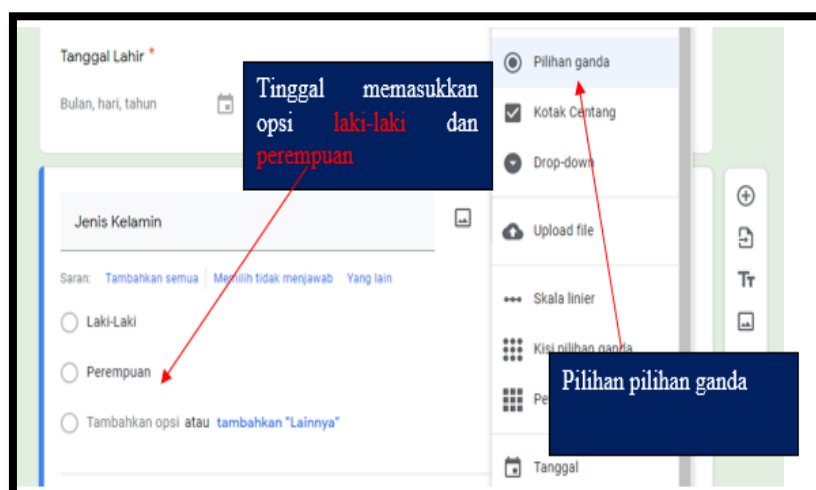 Tanggal Lahir *
Bulan, hari, tahun
Tinggal memasukkan
opsi laki-laki dan
perempuan
Jenis Kelamin
Saran: Tambahkan semua Memilih tidak menjawab Yang lain
Laki-Laki
Perempuan
Tambahkan opsi atau tambahkan "Lainnya"
Pilihan ganda
Kotak Centang
Drop-down
Upload file
Skala linier
Kisi pilihan ganda
Tanggal
Pilihan pilihan ganda
Tт